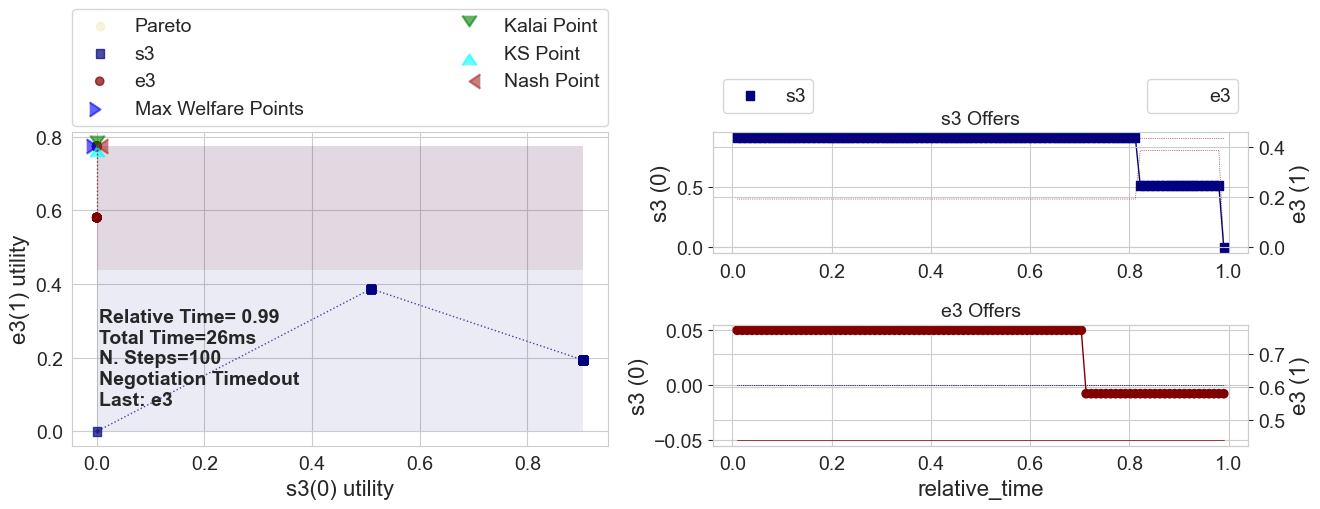 Pareto
s3
e3
Max Welfare Points
Kalai Point
KS Point
Nash Point
0.8
0.6
0.4
0.2
0.0
e3(1) utility
Relative Time= 0.99
Total Time=26ms
N. Steps=100
Negotiation Timedout
Last: e3
0.0 0.2 0.4 0.6 0.8
s3(0) utility
s3
e3
s3 Offers
0.5
0.0
s3 (0)
0.4
0.2
0.0
e3 (1)
0.0 0.2 0.4 0.6 0.8 1.0
e3 Offers
0.05
0.00
−0.05
s3 (0)
0.7
0.6
0.5
e3 (1)
0.0 0.2 0.4 0.6 0.8 1.0
relative_time